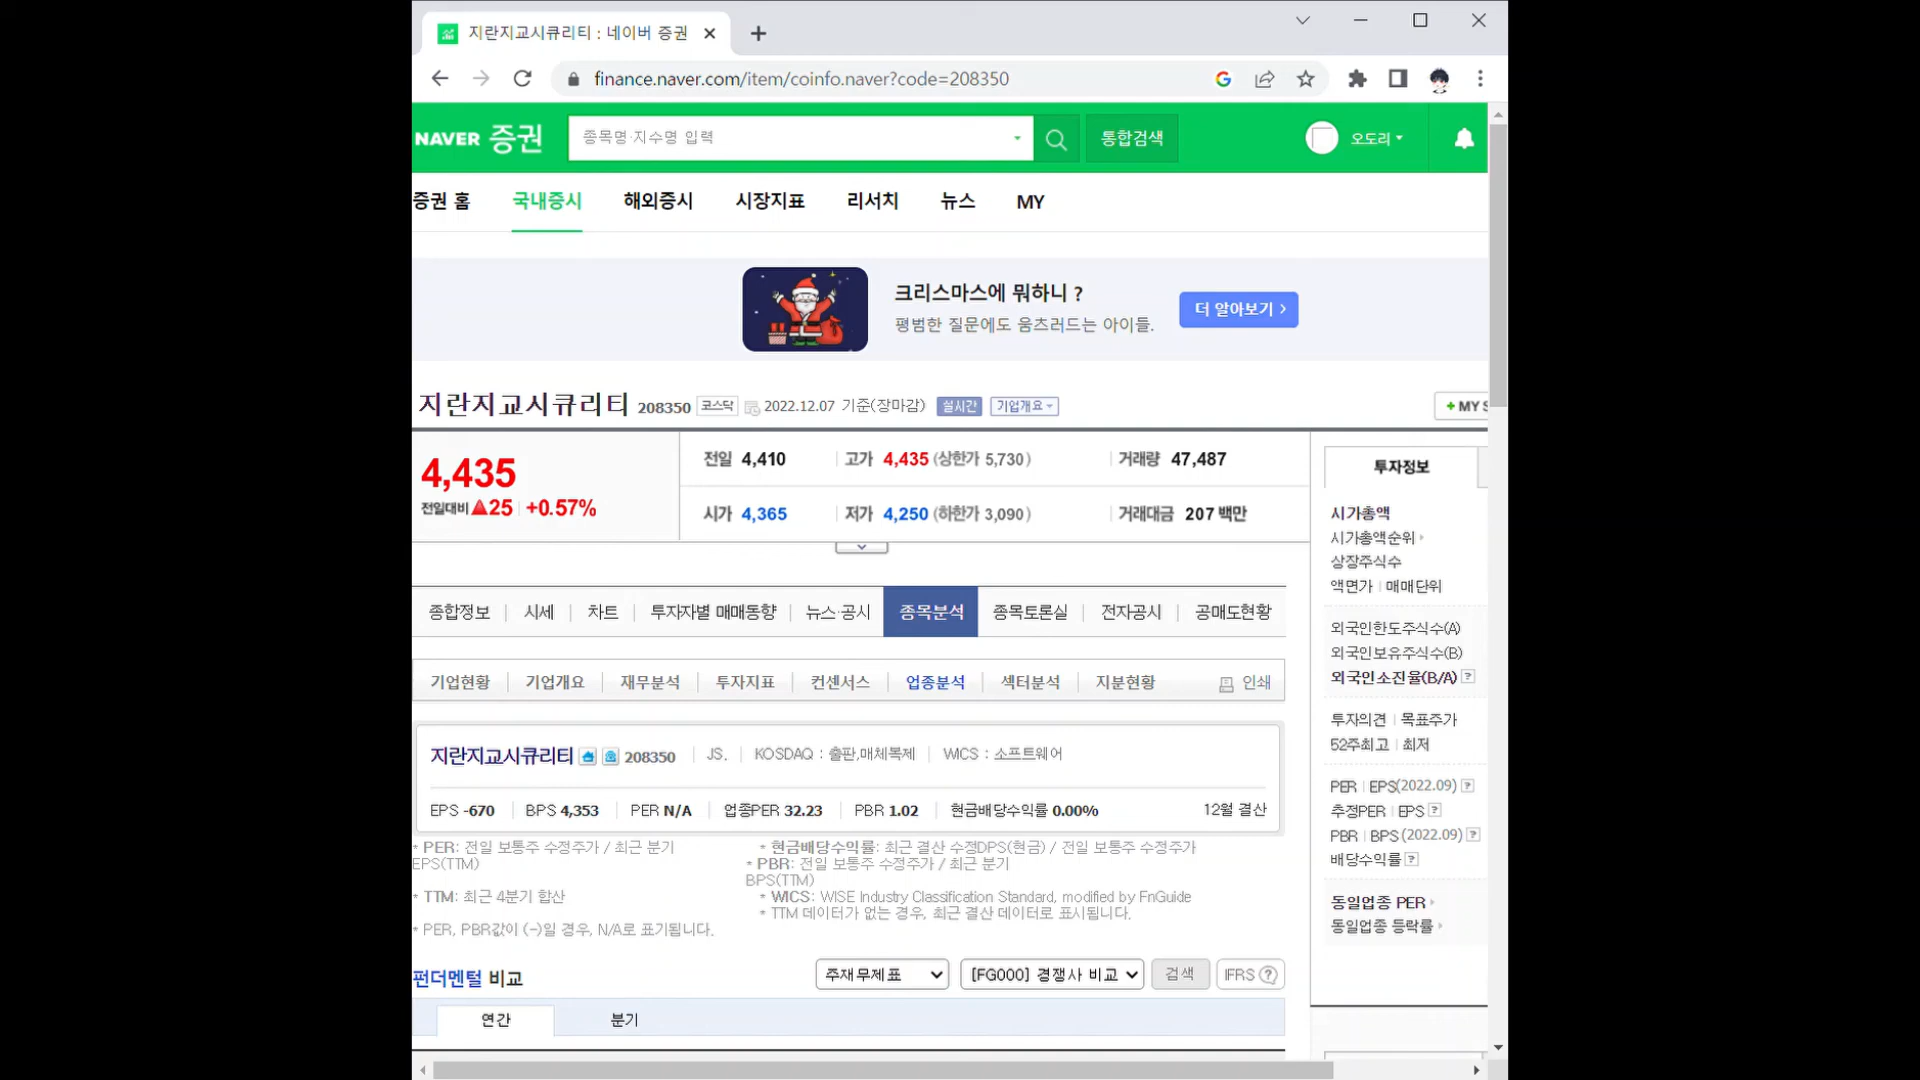 지란지교시큐리티 : 네이버 증권
finance.naver.com/item/coinfo.naver?code=208350
NAVER 증권
종목명·지수명 입력
통합검색
오도리
증권 홈 국내증시 해외증시 시장지표 리서치 뉴스 MY
크리스마스에 뭐하니 ?
평범한 질문에도 움츠러드는 아이들.
더 알아보기 >
지란지교시큐리티 208350 코스닥 2022.12.07 기준(장마감) 실시간 기업개요
+ MY S
4,435
전일대비 ▲25 +0.57%
전일 4,410 고가 4,435 (상한가 5,730) 거래량 47,487
시가 4,365 저가 4,250 (하한가 3,090) 거래대금 207 백만
종합정보 시세 차트 투자자별 매매동향 뉴스·공시 종목분석 종목토론실 전자공시 공매도현황
기업현황 기업개요 재무분석 투자지표 컨센서스 업종분석 섹터분석 지분현황 인쇄
지란지교시큐리티 208350 JS. KOSDAQ : 출판,매체복제 WICS : 소프트웨어
EPS -670 BPS 4,353 PER N/A 업종PER 32.23 PBR 1.02 현금배당수익률 0.00% 12월 결산
* PER: 전일 보통주 수정주가 / 최근 분기
EPS(TTM)
* TTM: 최근 4분기 합산
* PER, PBR값이 (-)일 경우, N/A로 표기됩니다.
* 현금배당수익률: 최근 결산 수정DPS(현금) / 전일 보통주 수정주가
* PBR: 전일 보통주 수정주가 / 최근 분기
BPS(TTM)
* WICS: WISE Industry Classification Standard, modified by FnGuide
* TTM 데이터가 없는 경우, 최근 결산 데이터로 표시됩니다.
펀더멘털 비교
주재무제표 [FG000] 경쟁사 비교 검색 IFRS ?
연간 분기
투자정보
시가총액
시가총액순위
상장주식수
액면가 매매단위
외국인한도주식수(A)
외국인보유주식수(B)
외국인소진율(B/A) ?
투자의견 목표주가
52주최고 최저
PER EPS(2022.09) ?
추정PER EPS ?
PBR BPS (2022.09) ?
배당수익률 ?
동일업종 PER
동일업종 등락률